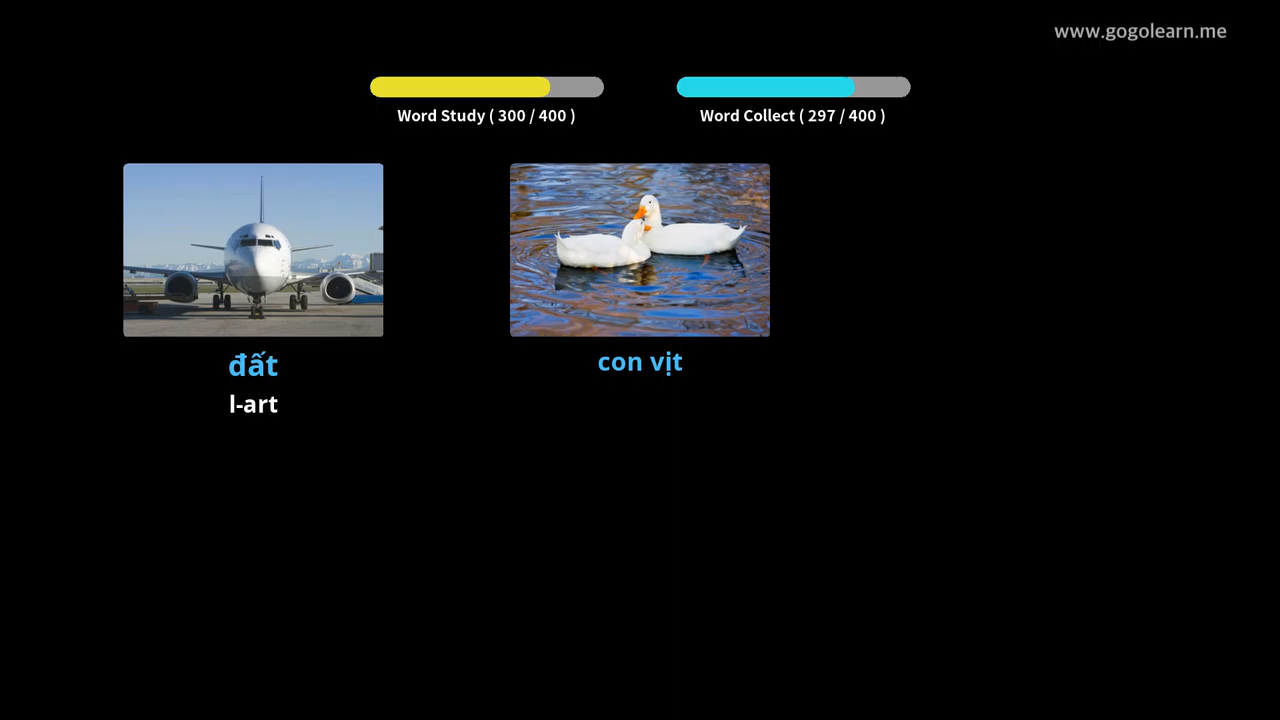 www.gogolearn.me
Word Study ( 300 / 400 )
Word Collect ( 297 / 400 )
đất
l-art
con vịt